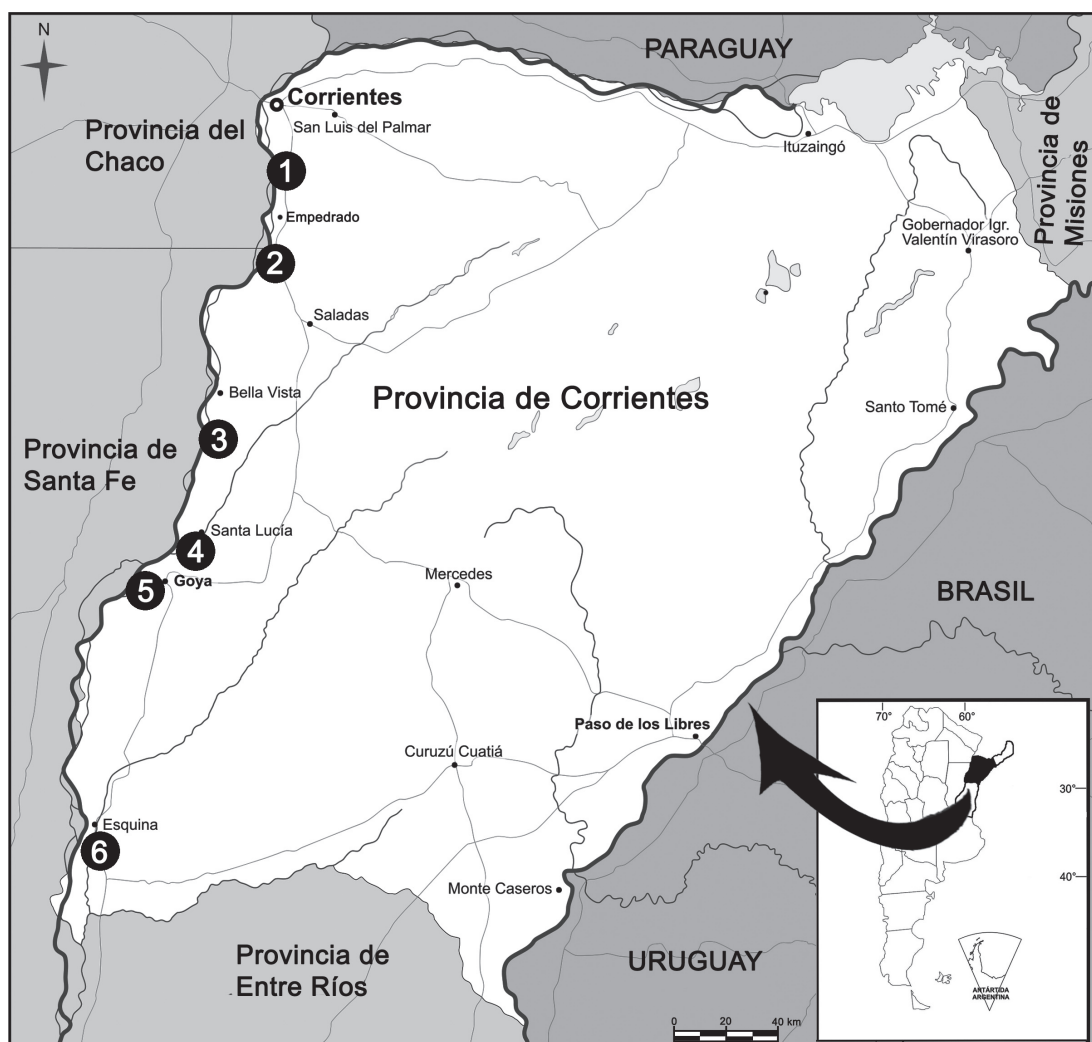 N
PARAGUAY
Corrientes
San Luis del Palmar
Provincia del
Chaco
Ituzaingó
Provincia de
Misiones
1
Empedrado
Gobernador Igr.
Valentín Virasoro
2
Saladas
Bella Vista
Provincia de Corrientes
Santo Tomé
3
Provincia de
Santa Fe
Santa Lucía
4
Goya
5
Mercedes
BRASIL
Paso de los Libres
Curuzú Cuatiá
70°
60°
30°
40°
Esquina
6
Monte Caseros
Provincia de
Entre Ríos
URUGUAY
ANTÁRTIDA
ARGENTINA
0 20 40 km